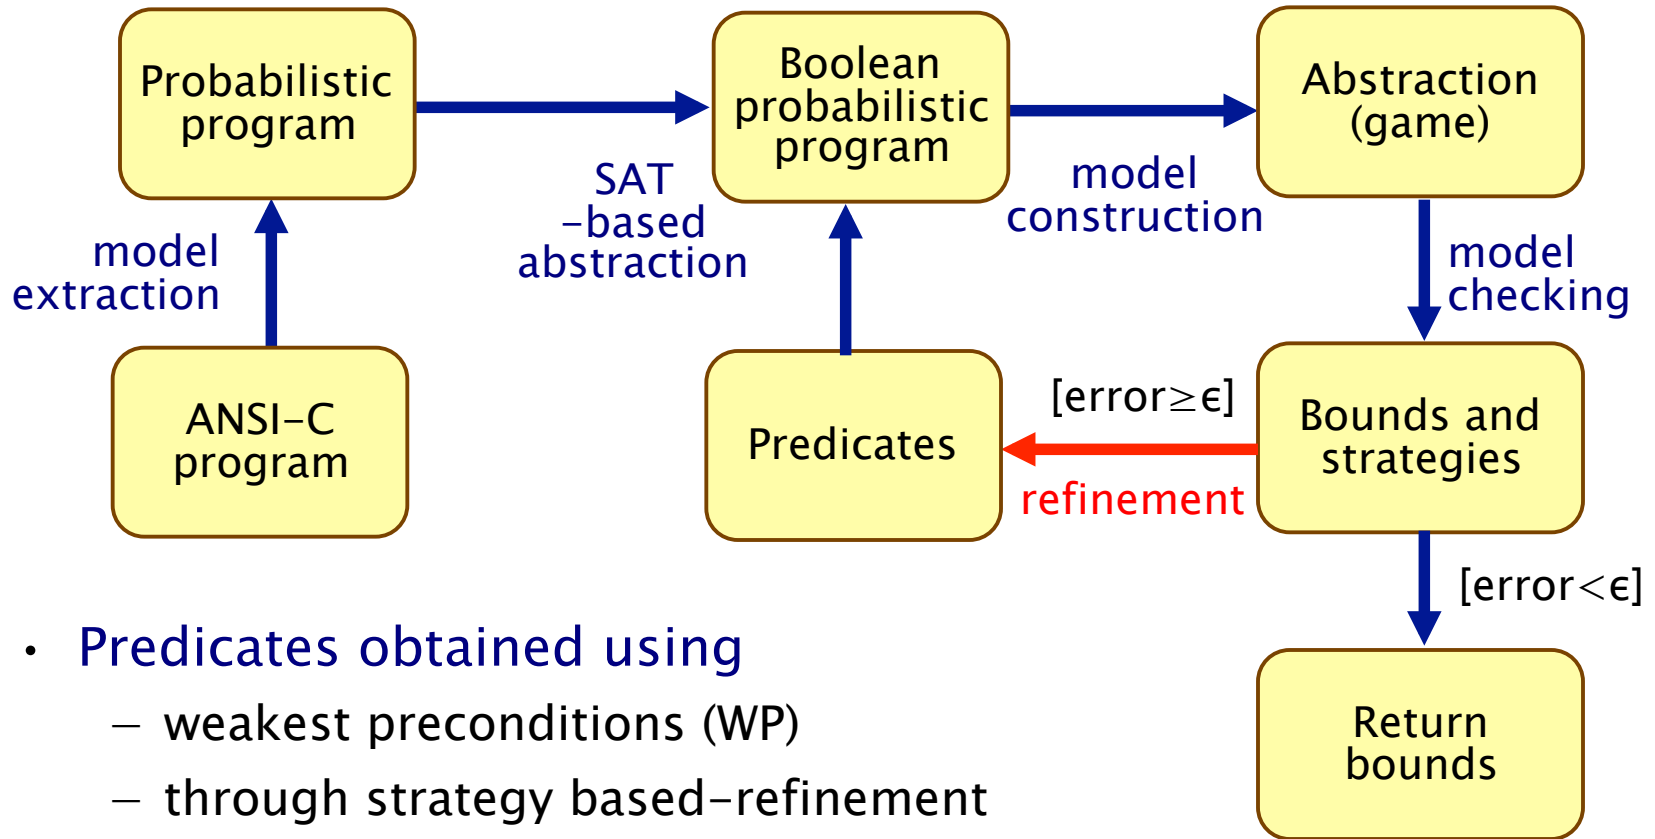 Probabilistic
program
Boolean
probabilistic
program
Abstraction
(game)
SAT
-based
abstraction
model
construction
model
extraction
model
checking
ANSI-C
program
Predicates
[error≥ϵ]
refinement
Bounds and
strategies
[error<ϵ]
Return
bounds
• Predicates obtained using
– weakest preconditions (WP)
– through strategy based-refinement